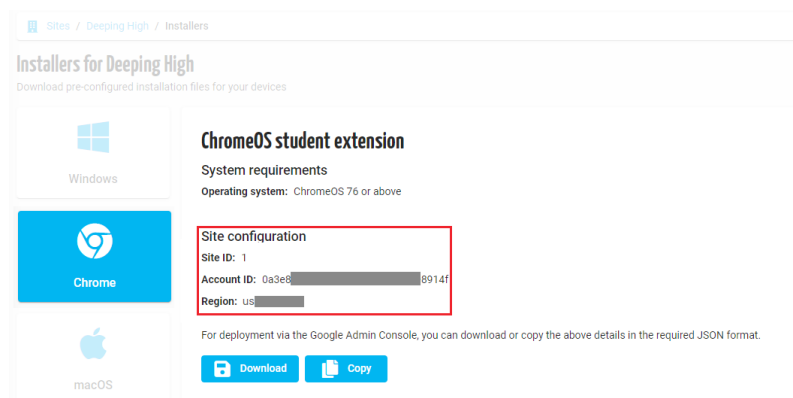 Sites / Deeping High / Installers
Installers for Deeping High
Download pre-configured installation files for your devices
Windows
Chrome
macOS
ChromeOS student extension
System requirements
Operating system: ChromeOS 76 or above
Site configuration
Site ID: 1
Account ID: 0a3e8 8914f
Region: us
For deployment via the Google Admin Console, you can download or copy the above details in the required JSON format.
Download
Copy